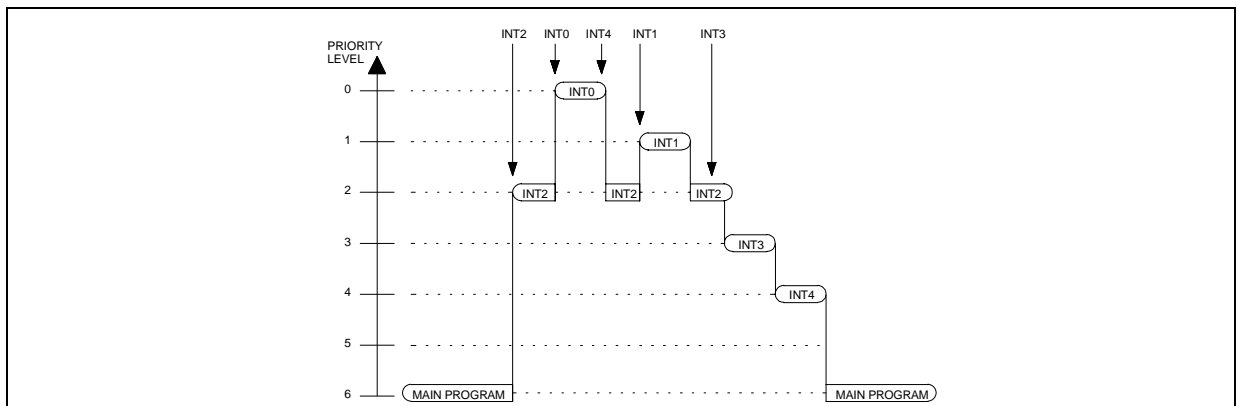 INT2 INT0 INT4 INT1 INT3
PRIORITY
LEVEL
0 INT0
1 INT1
2 INT2 INT2 INT2
3 INT3
4 INT4
5
6 MAIN PROGRAM MAIN PROGRAM